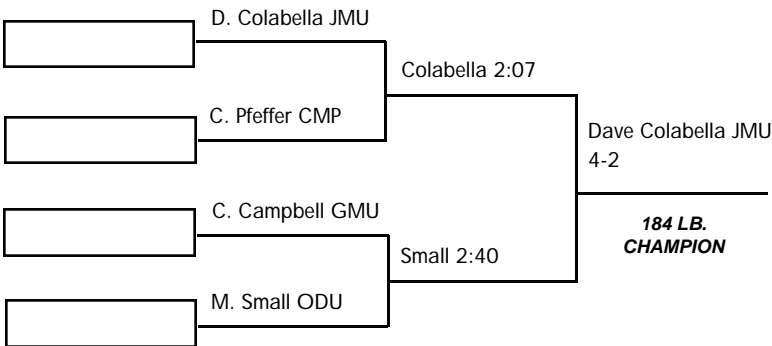 D. Colabella JMU
Colabella 2:07
C. Pfeffer CMP
Dave Colabella JMU
4-2
C. Campbell GMU
184 LB.
CHAMPION
Small 2:40
M. Small ODU